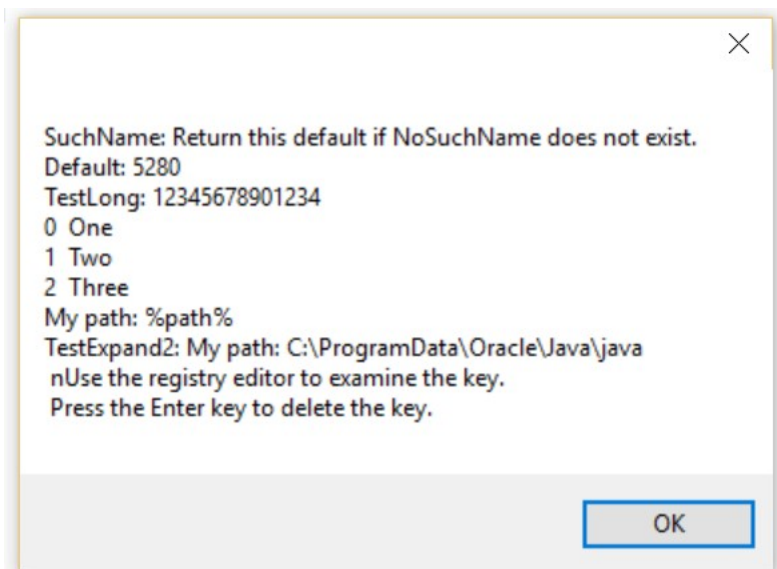 SuchName: Return this default if NoSuchName does not exist.
Default: 5280
TestLong: 12345678901234
0  One
1  Two
2  Three
My path: %path%
TestExpand2: My path: C:\ProgramData\Oracle\Java\java
nUse the registry editor to examine the key.
Press the Enter key to delete the key.
OK